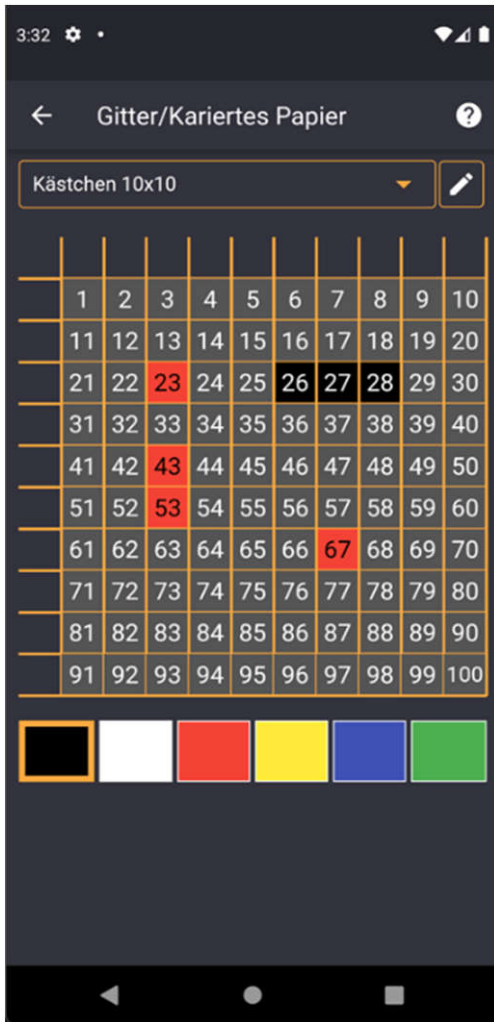 3:32
Gitter/Kariertes Papier
?
Kästchen 10x10
1 2 3 4 5 6 7 8 9 10
11 12 13 14 15 16 17 18 19 20
21 22 23 24 25 26 27 28 29 30
31 32 33 34 35 36 37 38 39 40
41 42 43 44 45 46 47 48 49 50
51 52 53 54 55 56 57 58 59 60
61 62 63 64 65 66 67 68 69 70
71 72 73 74 75 76 77 78 79 80
81 82 83 84 85 86 87 88 89 90
91 92 93 94 95 96 97 98 99 100